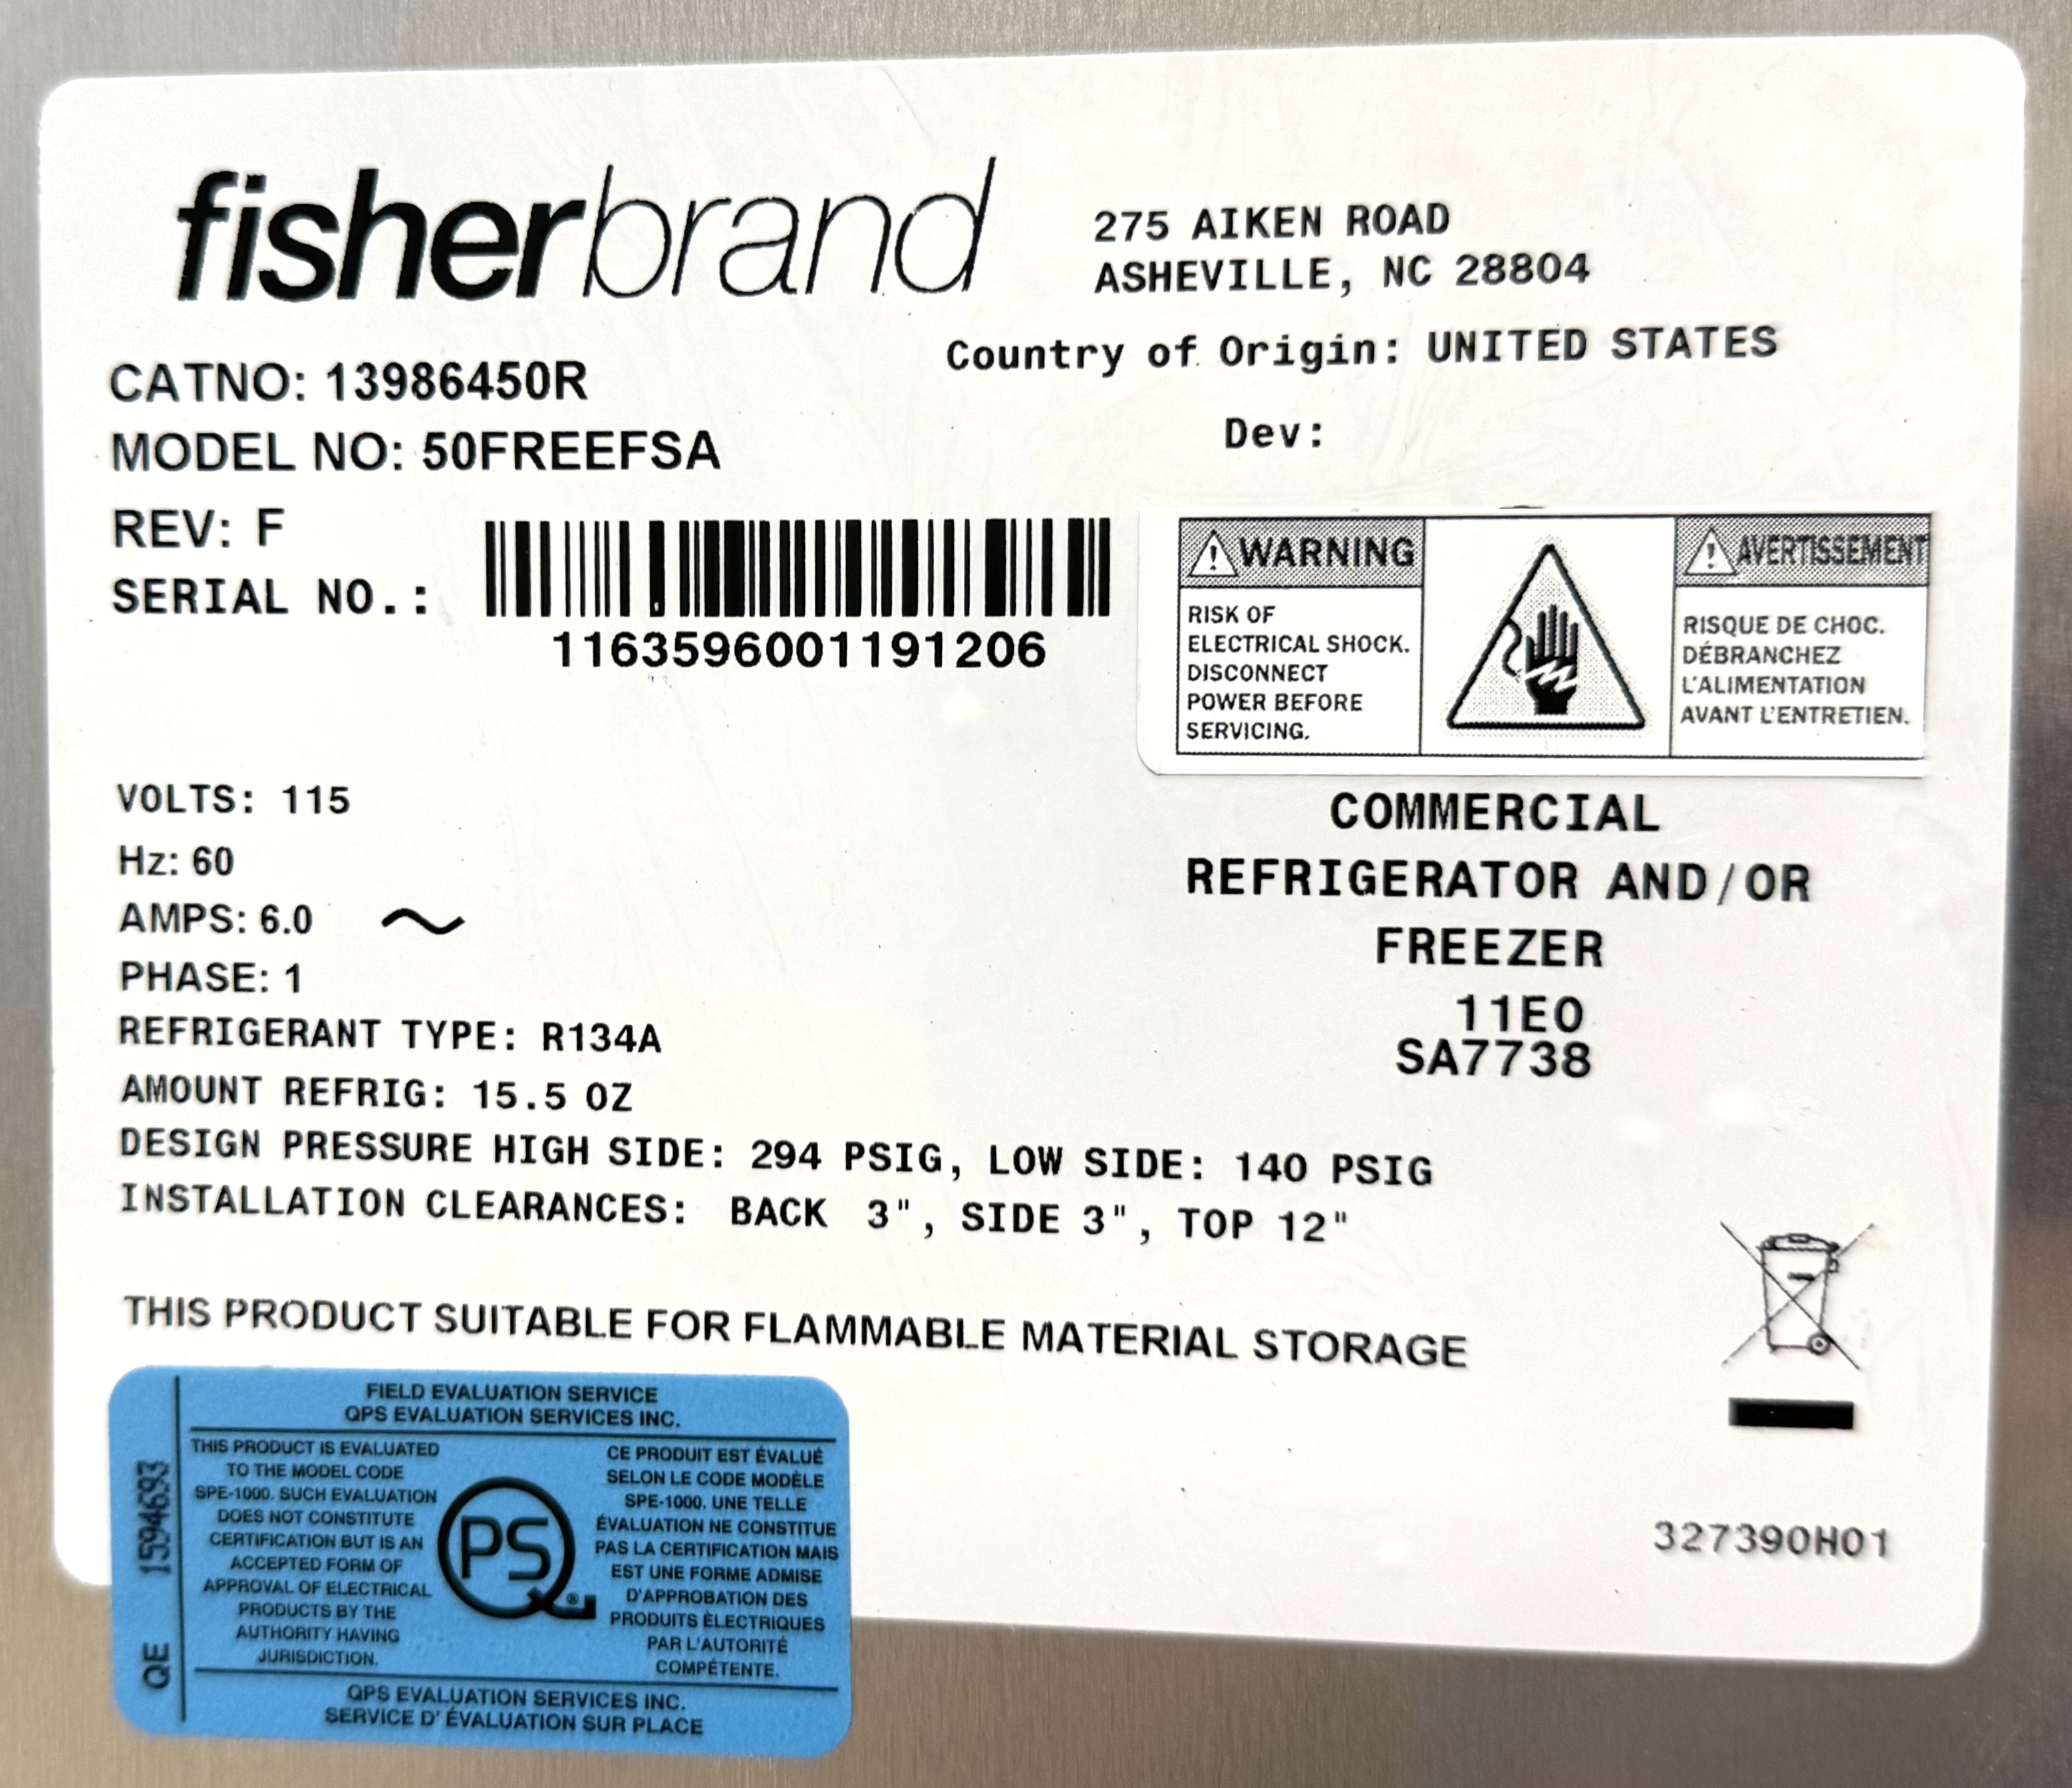 fisherbrand
275 AIKEN ROAD
ASHEVILLE, NC 28804
Country of Origin: UNITED STATES
CATNO: 13986450R
Dev:
MODEL NO: 50FREEFSA
REV: F
SERIAL NO.:
1163596001191206
WARNING
RISK OF
ELECTRICAL SHOCK.
DISCONNECT
POWER BEFORE
SERVICING.
AVERTISSEMENT
RISQUE DE CHOC.
DÉBRANCHEZ
L'ALIMENTATION
AVANT L'ENTRETIEN.
VOLTS: 115
Hz: 60
AMPS: 6.0 ~
PHASE: 1
REFRIGERANT TYPE: R134A
AMOUNT REFRIG: 15.5 OZ
DESIGN PRESSURE HIGH SIDE: 294 PSIG, LOW SIDE: 140 PSIG
INSTALLATION CLEARANCES: BACK 3", SIDE 3", TOP 12"
COMMERCIAL
REFRIGERATOR AND/OR
FREEZER
11E0
SA7738
THIS PRODUCT SUITABLE FOR FLAMMABLE MATERIAL STORAGE
FIELD EVALUATION SERVICE
QPS EVALUATION SERVICES INC.
QE 1594693
THIS PRODUCT IS EVALUATED
TO THE MODEL CODE
SPE-1000. SUCH EVALUATION
DOES NOT CONSTITUTE
CERTIFICATION BUT IS AN
ACCEPTED FORM OF
APPROVAL OF ELECTRICAL
PRODUCTS BY THE
AUTHORITY HAVING
JURISDICTION.
QPS®
CE PRODUIT EST ÉVALUÉ
SELON LE CODE MODÈLE
SPE-1000. UNE TELLE
ÉVALUATION NE CONSTITUE
PAS LA CERTIFICATION MAIS
EST UNE FORME ADMISE
D'APPROBATION DES
PRODUITS ÈLECTRIQUES
PAR L'AUTORITÉ
COMPÉTENTE.
QPS EVALUATION SERVICES INC.
SERVICE D' ÉVALUATION SUR PLACE
327390H01